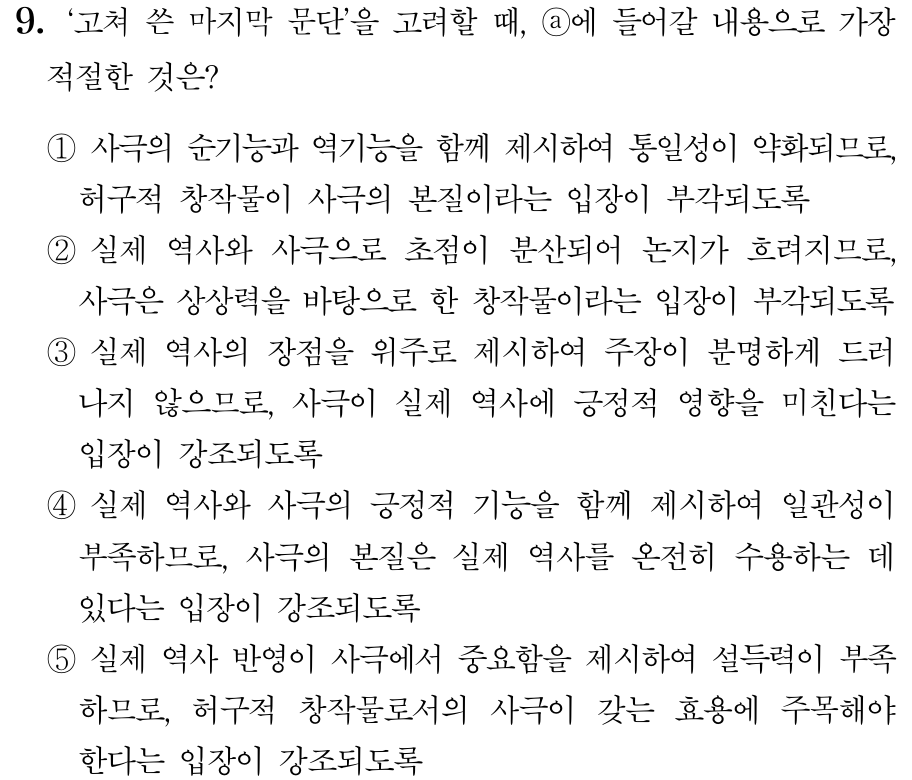 9. ‘고쳐 쓴 마지막 문단’을 고려할 때, ⓐ에 들어갈 내용으로 가장
적절한 것은?
① 사극의 순기능과 역기능을 함께 제시하여 통일성이 약화되므로,
허구적 창작물이 사극의 본질이라는 입장이 부각되도록
② 실제 역사와 사극으로 초점이 분산되어 논지가 흐려지므로,
사극은 상상력을 바탕으로 한 창작물이라는 입장이 부각되도록
③ 실제 역사의 장점을 위주로 제시하여 주장이 분명하게 드러
나지 않으므로, 사극이 실제 역사에 긍정적 영향을 미친다는
입장이 강조되도록
④ 실제 역사와 사극의 긍정적 기능을 함께 제시하여 일관성이
부족하므로, 사극의 본질은 실제 역사를 온전히 수용하는 데
있다는 입장이 강조되도록
⑤ 실제 역사 반영이 사극에서 중요함을 제시하여 설득력이 부족
하므로, 허구적 창작물로서의 사극이 갖는 효용에 주목해야
한다는 입장이 강조되도록